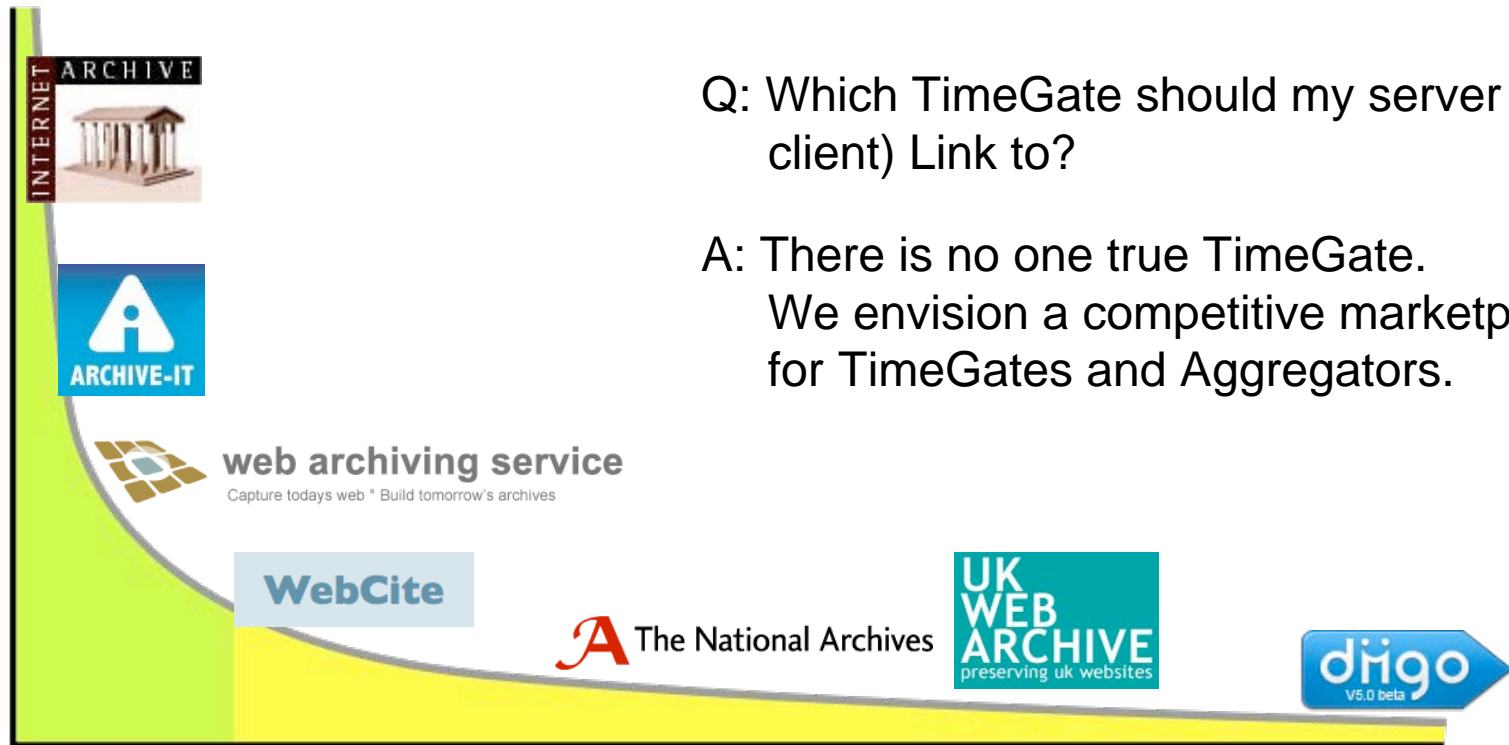 INTERNET ARCHIVE
Q: Which TimeGate should my server
client) Link to?
A: There is no one true TimeGate.
We envision a competitive marketp
for TimeGates and Aggregators.
ARCHIVE-IT
web archiving service
Capture todays web * Build tomorrow's archives
WebCite
The National Archives
UK
WEB
ARCHIVE
preserving uk websites
diigo
V5.0 beta